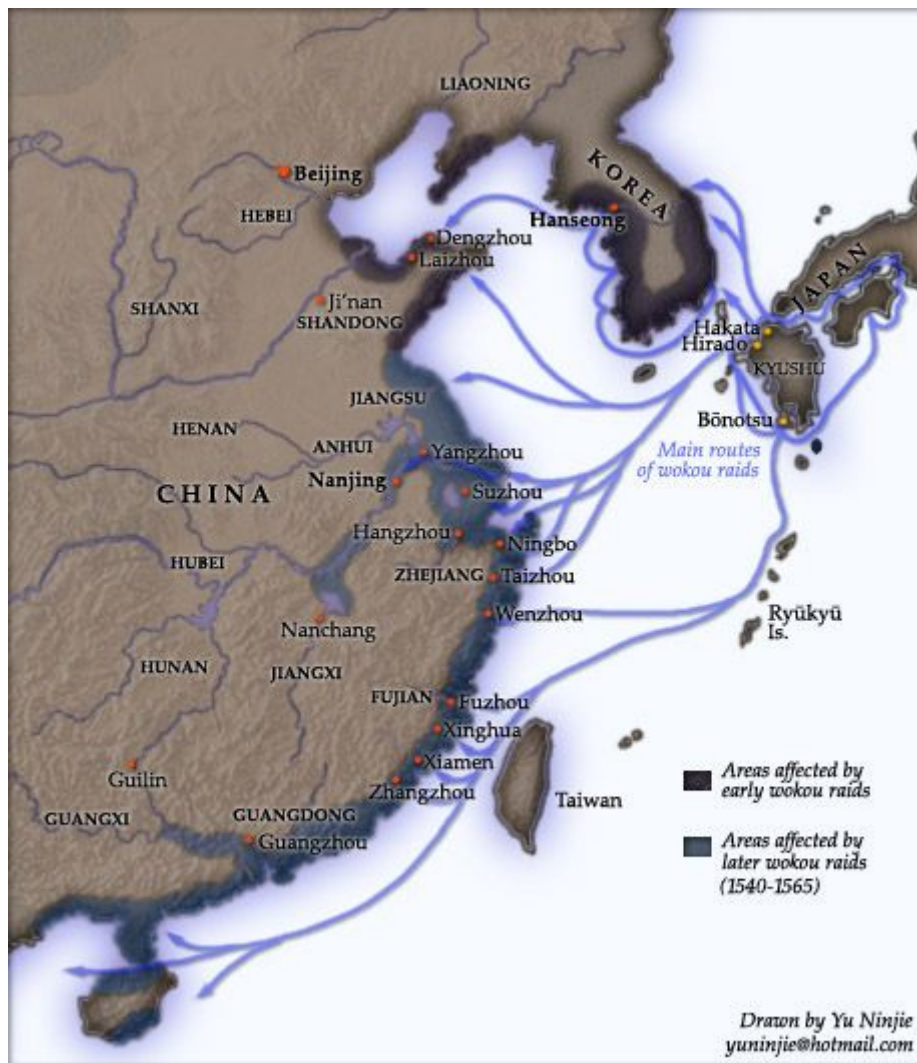 LIAONING
KOREA
Beijing
HEBEI
Hanseong
Dengzhou
Laizhou
SHANXI
Ji'nan
SHANDONG
JAPAN
Hakata
Hirado
KYUSHU
JIANGSU
Bōnotsu
HENAN
ANHUI
Yangzhou
Main routes
of wokou raids
Nanjing
CHINA
Suzhou
Hangzhou
Ningbo
HUBEI
ZHEJIANG
Taizhou
Wenzhou
Ryūkyū
Is.
Nanchang
HUNAN
JIANGXI
FUJIAN
Fuzhou
Xinghua
Xiamen
Guilin
Zhangzhou
Taiwan
GUANGXI
GUANGDONG
Guangzhou
Areas affected by
early wokou raids
Areas affected by
later wokou raids
(1540-1565)
Drawn by Yu Ninjie
yuninjie@hotmail.com